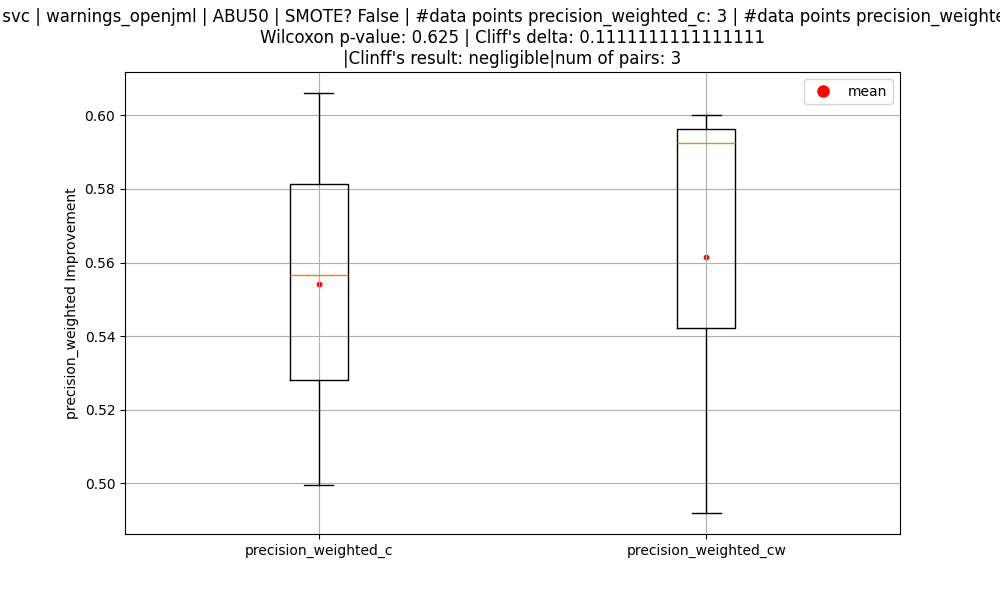 svc | warnings_openjml | ABU50 | SMOTE? False | #data points precision_weighted_c: 3 | #data points
Wilcoxon p-value: 0.625 | Cliff's delta: 0.1111111111111111
|Clinff's result: negligible|num of pairs: 3
mean
0.60
0.58
0.56
0.54
0.52
0.50
precision_weighted Improvement
precision_weighted_c
precision_weighted_cw